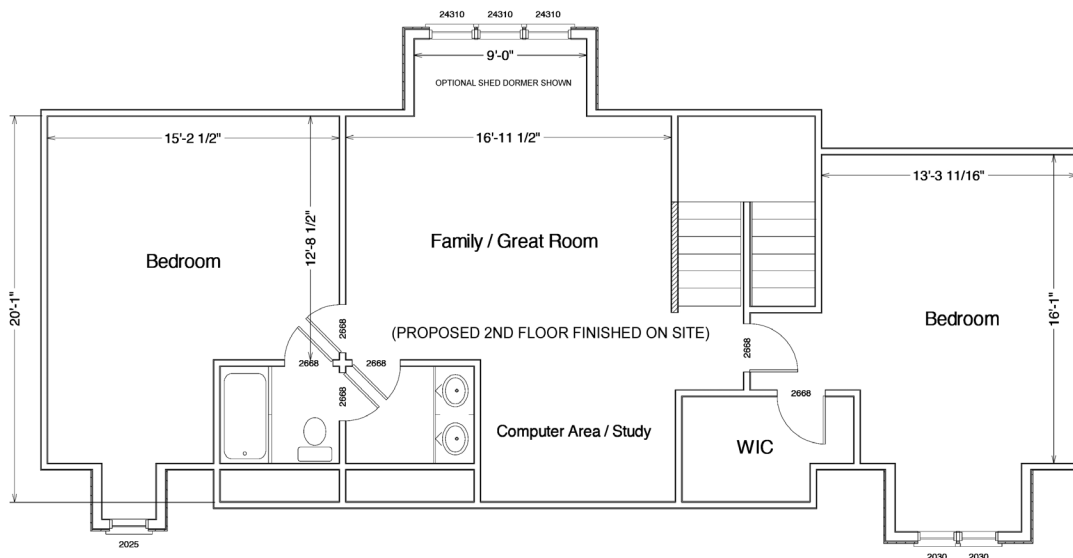 24310 24310 24310
9'-0"
OPTIONAL SHED DORMER SHOWN
15'-2 1/2"
16'-11 1/2"
13'-3 11/16"
12'-8 1/2"
Family / Great Room
Bedroom
20'-1"
16'-1"
Bedroom
2668
(PROPOSED 2ND FLOOR FINISHED ON SITE)
2668
2668
2668
2668
2668
Computer Area / Study
WIC
2025
2030 2030